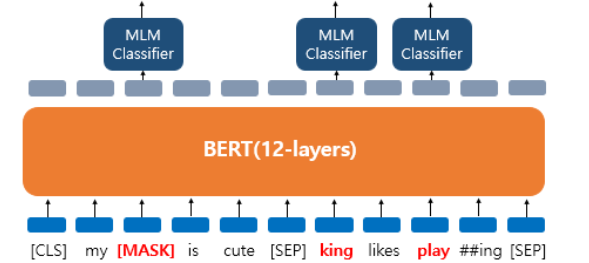 MLM Classifier
MLM Classifier
MLM Classifier
BERT(12-layers)
[CLS] my [MASK] is cute [SEP] king likes play ##ing [SEP]